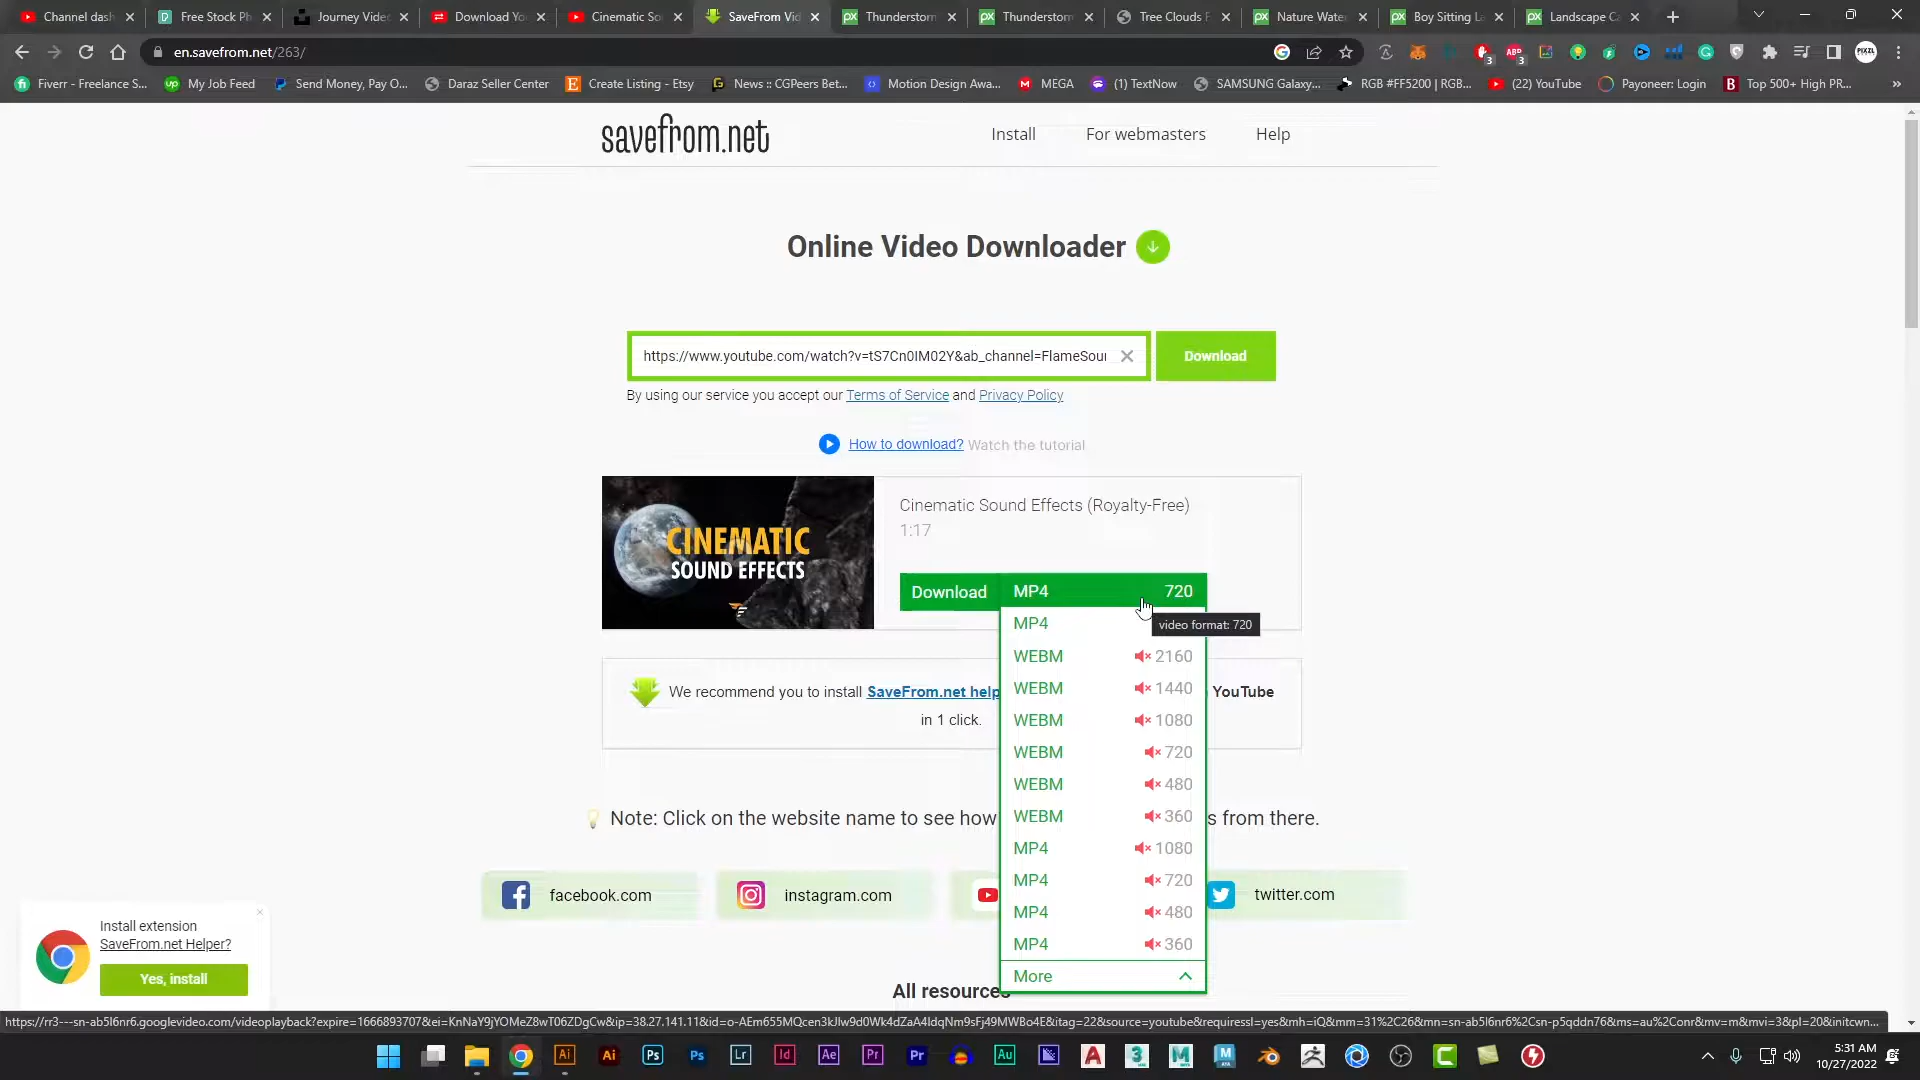 Channel dash
Free Stock Ph
Journey Video
Download You
Cinematic So
SaveFrom Vid
Thunderstorm
Thunderstorm
Tree Clouds F
Nature Water
Boy Sitting La
Landscape Ca
en.savefrom.net/263/
Fiverr - Freelance S...
My Job Feed
Send Money, Pay O...
Daraz Seller Center
Create Listing - Etsy
News :: CGPeers Bet...
Motion Design Awa...
MEGA
(1) TextNow
SAMSUNG Galaxy...
RGB #FF5200 | RGB...
(22) YouTube
Payoneer: Login
Top 500+ High PR...
savefrom.net
Install
For webmasters
Help
Online Video Downloader
https://www.youtube.com/watch?v=tS7Cn0IM02Y&ab_channel=FlameSour
Download
By using our service you accept our Terms of Service and Privacy Policy
How to download? Watch the tutorial
CINEMATIC
SOUND EFFECTS
Cinematic Sound Effects (Royalty-Free)
1:17
Download
MP4 720
video format: 720
MP4
WEBM 2160
WEBM 1440
WEBM 1080
WEBM 720
WEBM 480
WEBM 360
MP4 1080
MP4 720
MP4 480
MP4 360
More
We recommend you to install SaveFrom.net help
YouTube
in 1 click.
Note: Click on the website name to see how
s from there.
facebook.com
instagram.com
twitter.com
All resources
Install extension
SaveFrom.net Helper?
Yes, install
5:31 AM
10/27/2022